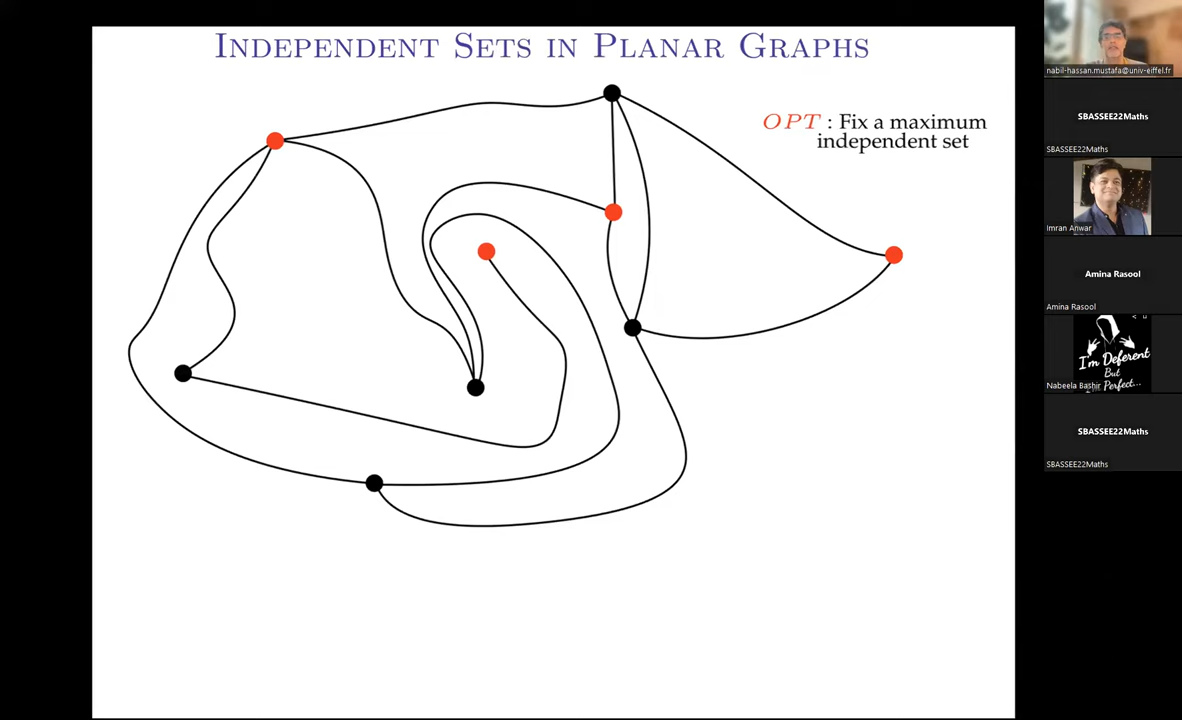 INDEPENDENT SETS IN PLANAR GRAPHS
OPT : Fix a maximum
independent set
nabil-hassan.mustafa@univ-eiffel.fr
SBASSEE22Maths
SBASSEE22Maths
Imran Anwar
Amina Rasool
Amina Rasool
I'm Deferent
But
Perfect...
Nabeela Bashir
SBASSEE22Maths
SBASSEE22Maths